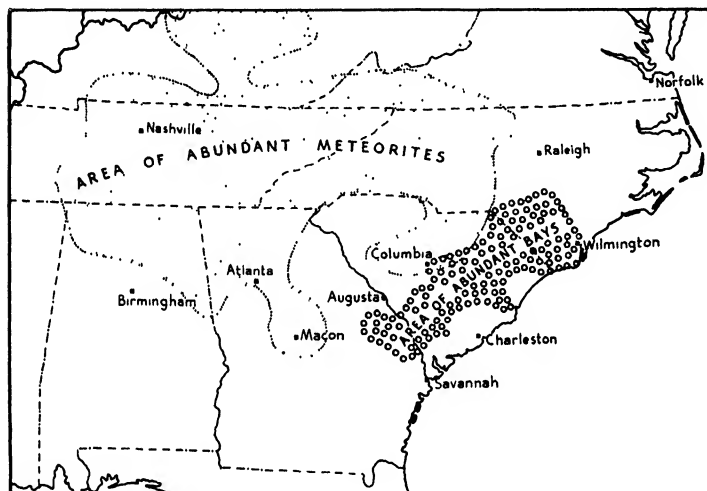 Norfolk
Nashville
AREA OF ABUNDANT METEORITES
Raleigh
AREA OF ABUNDANT BAYS
Wilmington
Columbia
Atlanta
Augusta
Birmingham
Macon
Charleston
Savannah